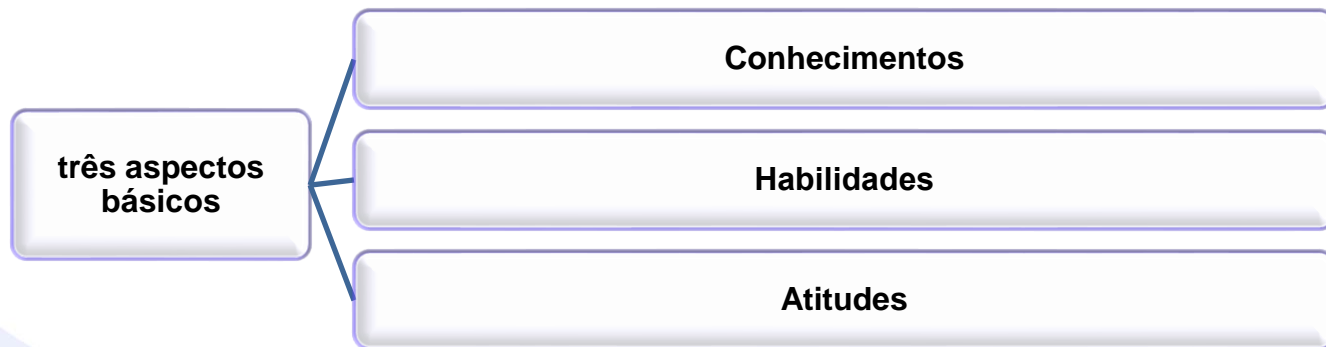 três aspectos
básicos
Conhecimentos
Habilidades
Atitudes